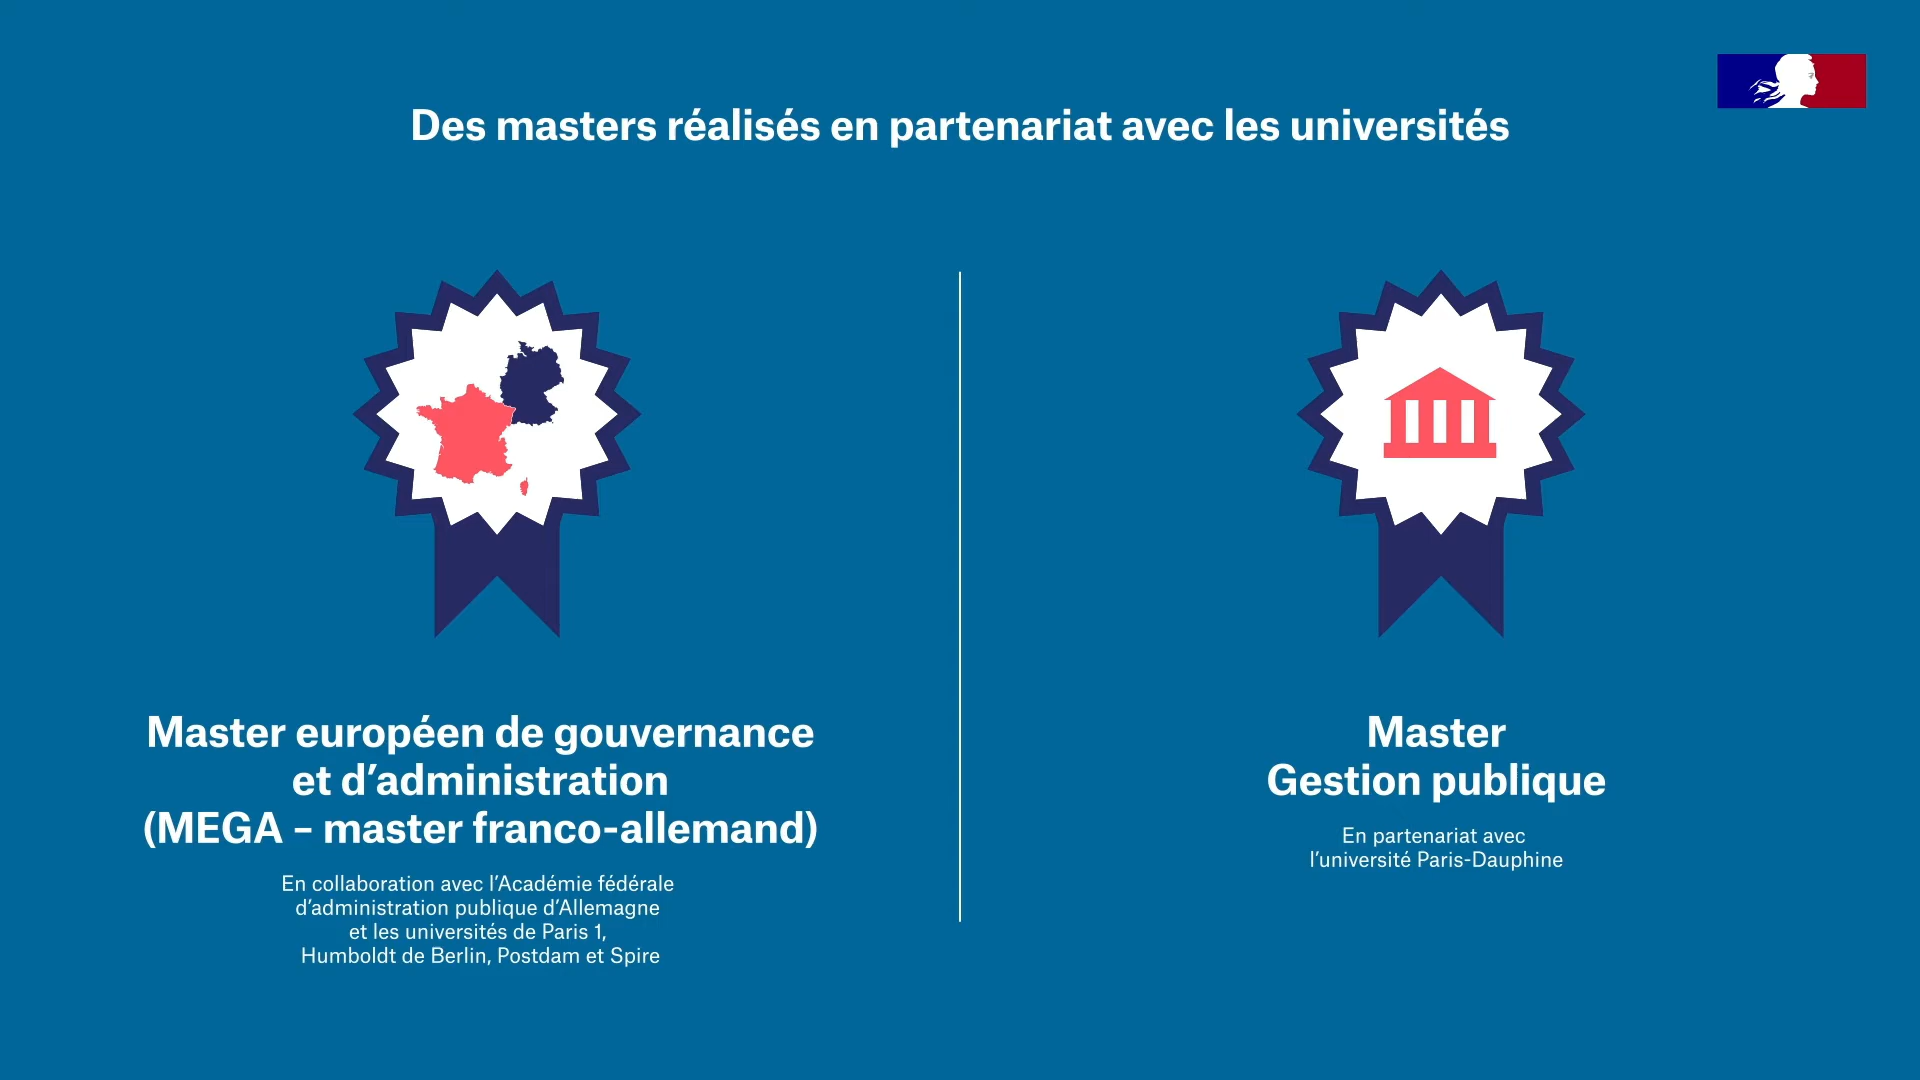 Des masters réalisés en partenariat avec les universités
Master européen de gouvernance
et d’administration
(MEGA – master franco-allemand)
En collaboration avec l’Académie fédérale
d’administration publique d’Allemagne
et les universités de Paris 1,
Humboldt de Berlin, Postdam et Spire
Master
Gestion publique
En partenariat avec
l’université Paris-Dauphine